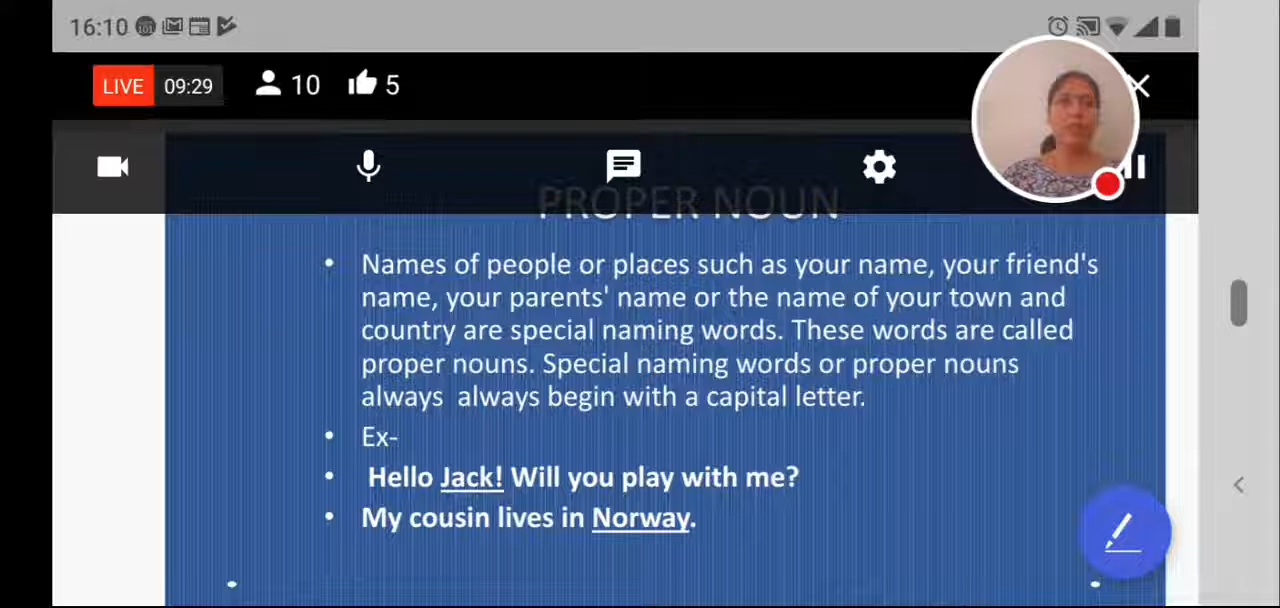 16:10
LIVE 09:29 10 5
PROPER NOUN
• Names of people or places such as your name, your friend's
name, your parents' name or the name of your town and
country are special naming words. These words are called
proper nouns. Special naming words or proper nouns
always always begin with a capital letter.
• Ex-
• Hello Jack! Will you play with me?
• My cousin lives in Norway.